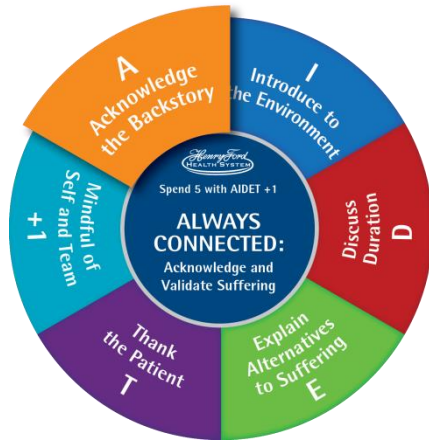 A
Acknowledge
the Backstory
I
Introduce to
the Environment
Discuss
Duration
D
Explain
Alternatives
to Suffering
E
Thank
the Patient
T
Mindful of
Self and Team
+1
Henry Ford
HEALTH SYSTEM
Spend 5 with AIDET +1
ALWAYS
CONNECTED:
Acknowledge and
Validate Suffering